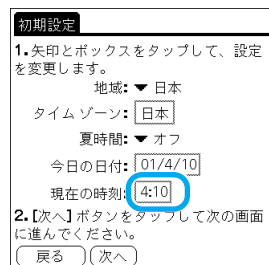 初期設定
1.矢印とボックスをタップして、設定
を変更します。
地域: ▼ 日本
タイム ゾーン: 日本
夏時間: ▼ オフ
今日の日付: 01/4/10
現在の時刻: 4:10
2.[次へ] ボタンをタップして次の画面
に進んでください。
戻る 次へ